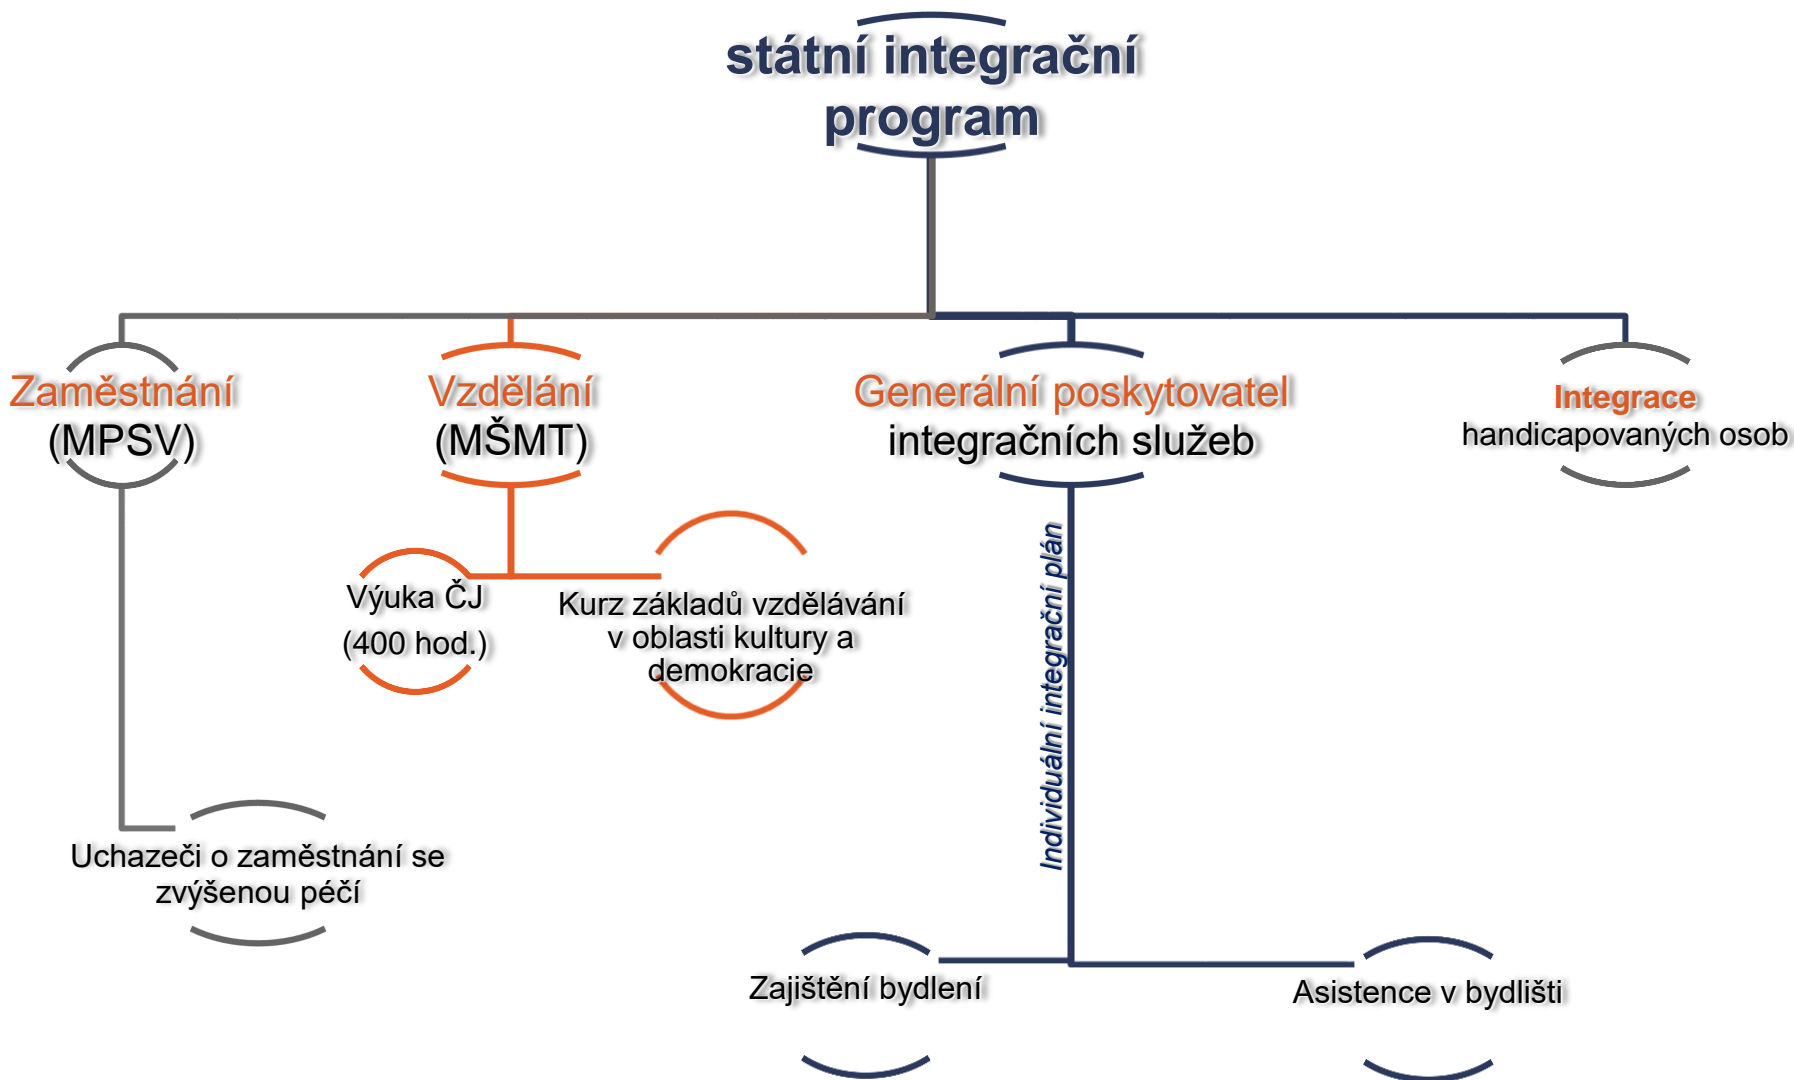 státní integrační
program
Zaměstnání
(MPSV)
Vzdělání
(MŠMT)
Generální poskytovatel
integračních služeb
Integrace
handicapovaných osob
Výuka ČJ
(400 hod.)
Kurz základů vzdělávání
v oblasti kultury a
demokracie
Individuální integrační plán
Uchazeči o zaměstnání se
zvýšenou péčí
Zajištění bydlení
Asistence v bydlišti